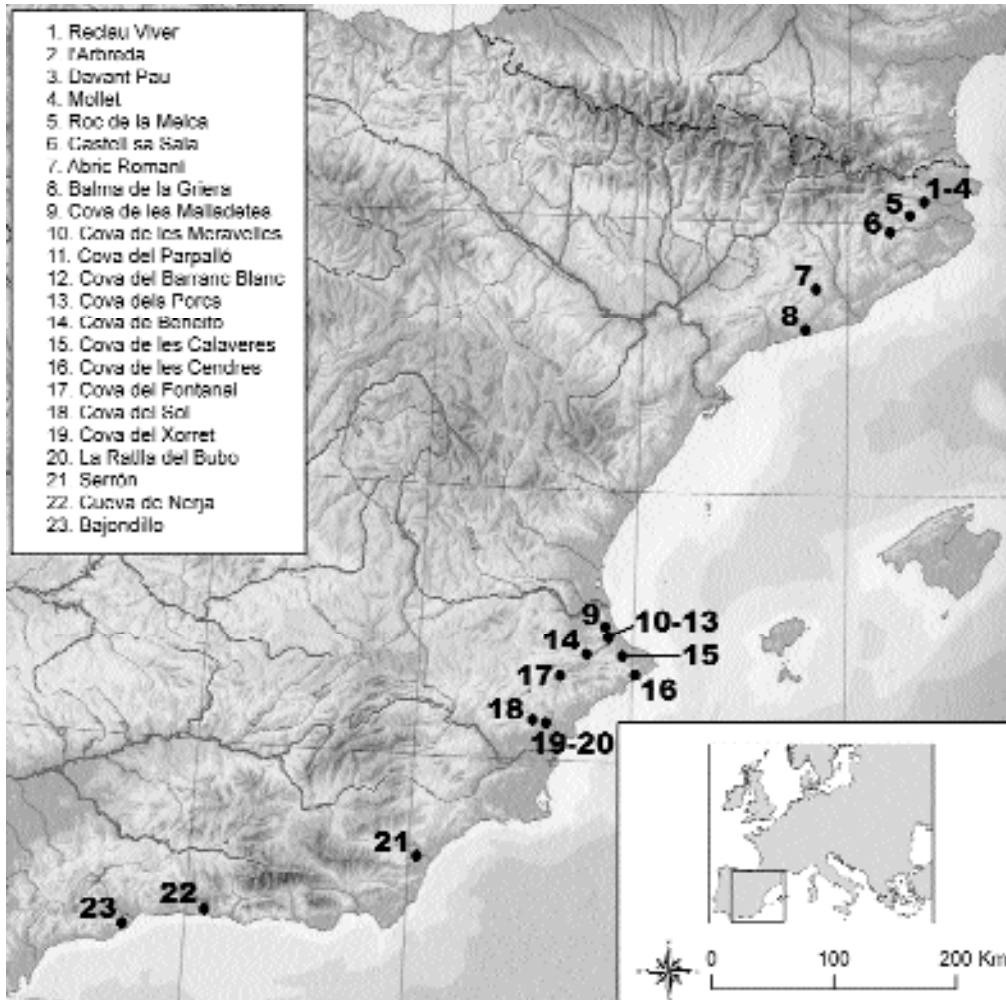 1. Reclau Viver
2. l'Arbreda
3. Davant Pau
4. Mollet
5. Roc de la Melca
6. Castell sa Sala
7. Abric Romaní
8. Balma de la Griera
9. Cova de les Malladetes
10. Cova de les Meravelles
11. Cova del Parpalló
12. Cova del Barranc Blanc
13. Cova dels Porcs
14. Cova de Beneito
15. Cova de les Calaveres
16. Cova de les Cendres
17. Cova del Fontanal
18. Cova del Sol
19. Cova del Xorret
20. La Ratlla del Bubo
21. Serrón
22. Cueva de Nerja
23. Bajondillo
1-4
5
6
7
8
9
10-13
14
15
17
16
18
19-20
21
22
23
0 100 200 Km